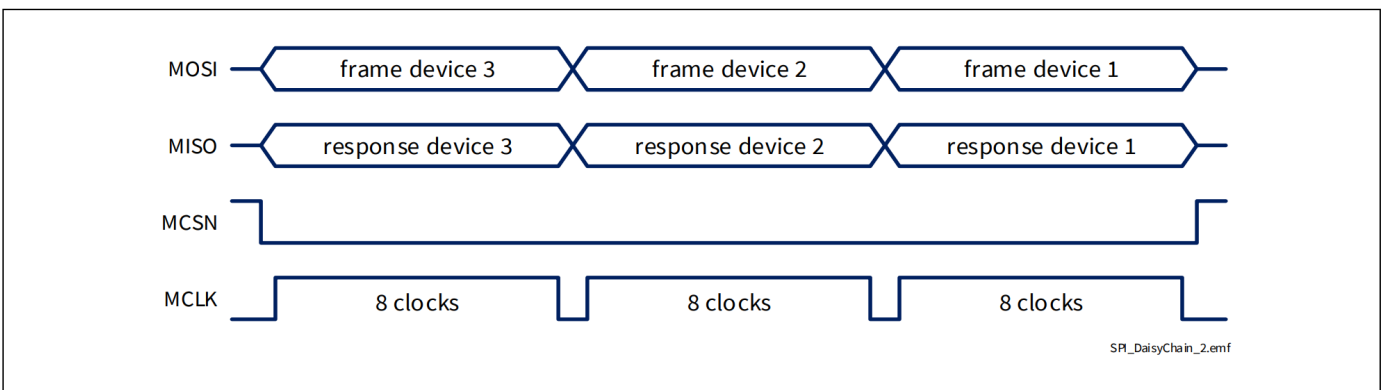 MOSI frame device 3 frame device 2 frame device 1
MISO response device 3 response device 2 response device 1
MCSN
MCLK 8 clocks 8 clocks 8 clocks
SPI_DaisyChain_2.emf